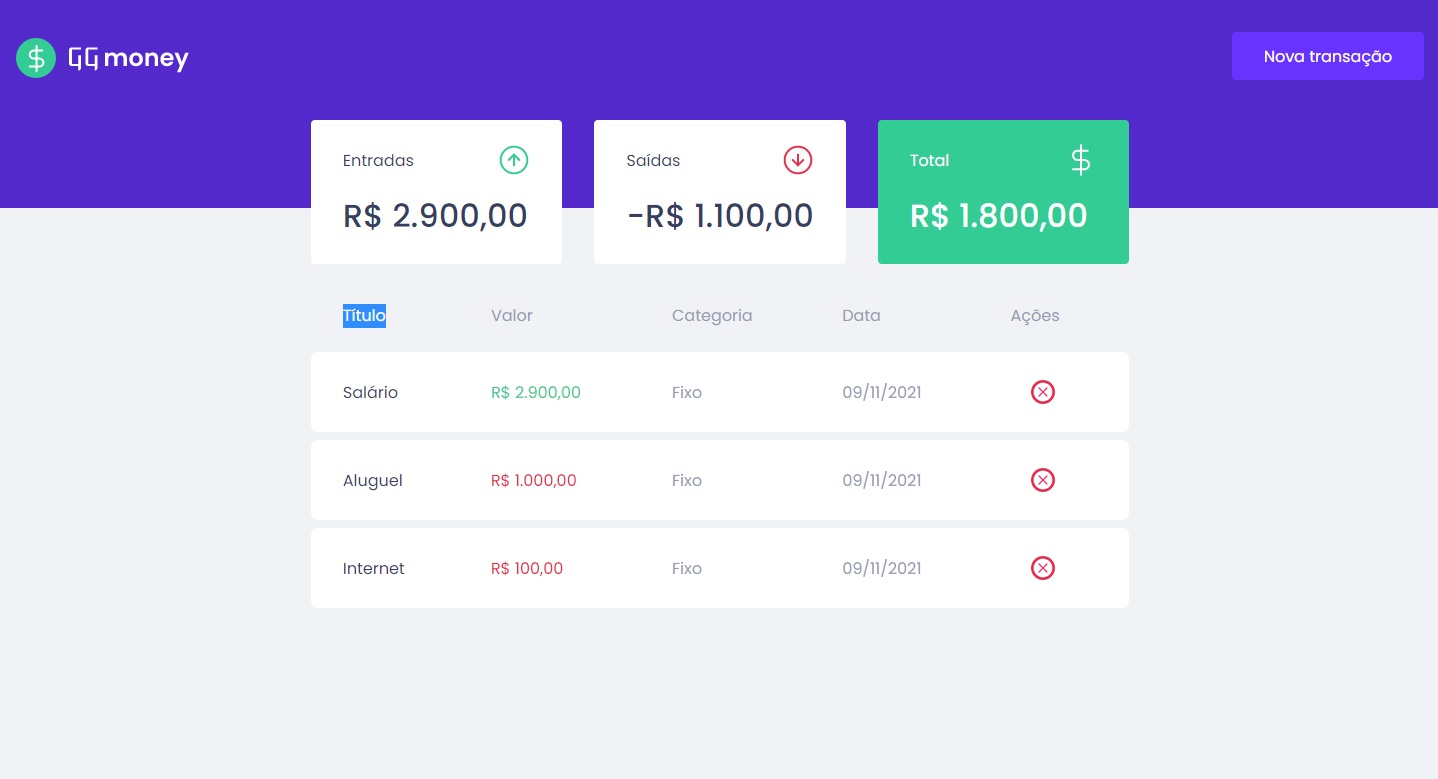 GG money
Nova transação
Entradas
R$ 2.900,00
Saídas
-R$ 1.100,00
Total
$
R$ 1.800,00
Título Valor Categoria Data Ações
Salário R$ 2.900,00 Fixo 09/11/2021
Aluguel R$ 1.000,00 Fixo 09/11/2021
Internet R$ 100,00 Fixo 09/11/2021